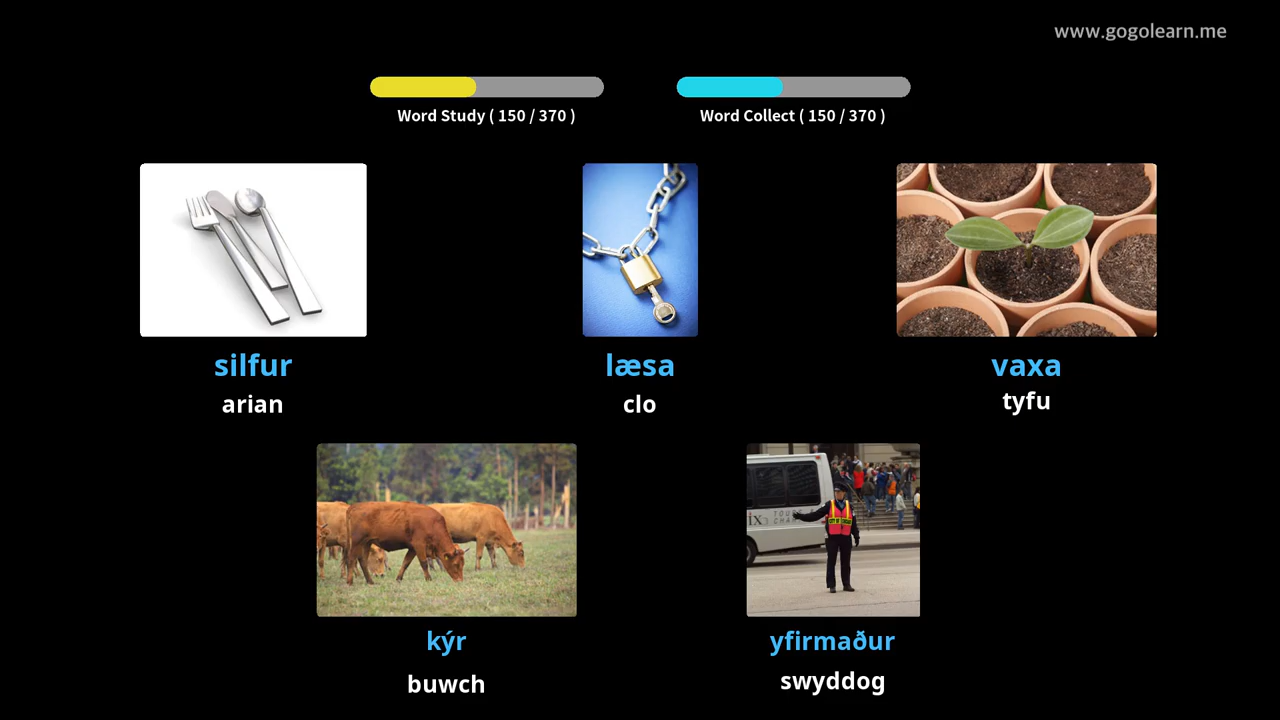 www.gogolearn.me
Word Study ( 150 / 370 )
Word Collect ( 150 / 370 )
silfur
arian
læsa
clo
vaxa
tyfu
kýr
buwch
yfirmaður
swyddog